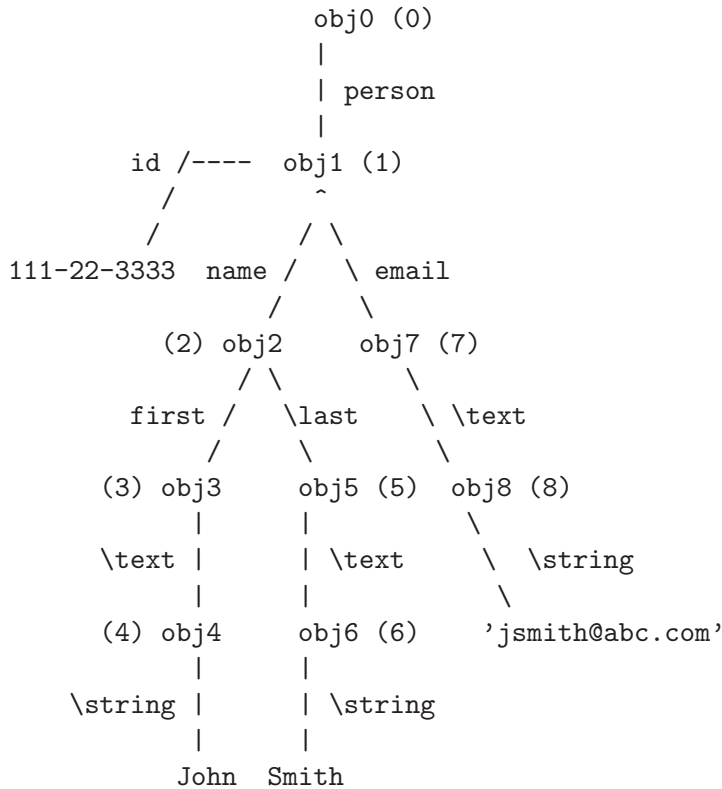 obj0 (0)
|
| person
|
id /---- obj1 (1)
/ ^
/ / \
111-22-3333 name / \ email
/ \
(2) obj2 obj7 (7)
/ \ \
first / \last \ \text
/ \ \
(3) obj3 obj5 (5) obj8 (8)
| | \
\text | | \text \ \string
| | \
(4) obj4 obj6 (6) ’jsmith@abc.com’
| |
\string | | \string
| |
John Smith